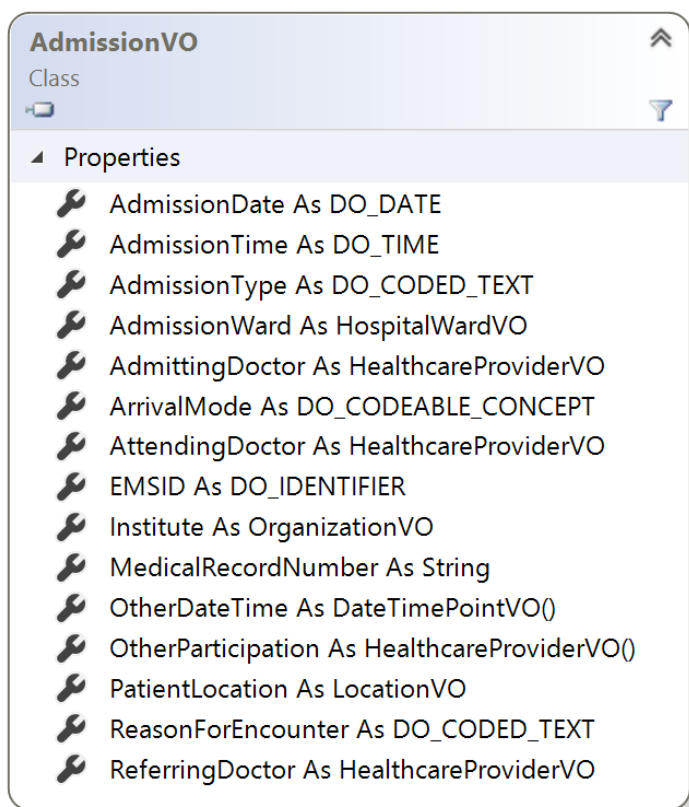 AdmissionVO
Class
Properties
AdmissionDate As DO_DATE
AdmissionTime As DO_TIME
AdmissionType As DO_CODED_TEXT
AdmissionWard As HospitalWardVO
AdmittingDoctor As HealthcareProviderVO
ArrivalMode As DO_CODEABLE_CONCEPT
AttendingDoctor As HealthcareProviderVO
EMSID As DO_IDENTIFIER
Institute As OrganizationVO
MedicalRecordNumber As String
OtherDateTime As DateTimePointVO()
OtherParticipation As HealthcareProviderVO()
PatientLocation As LocationVO
ReasonForEncounter As DO_CODED_TEXT
ReferringDoctor As HealthcareProviderVO